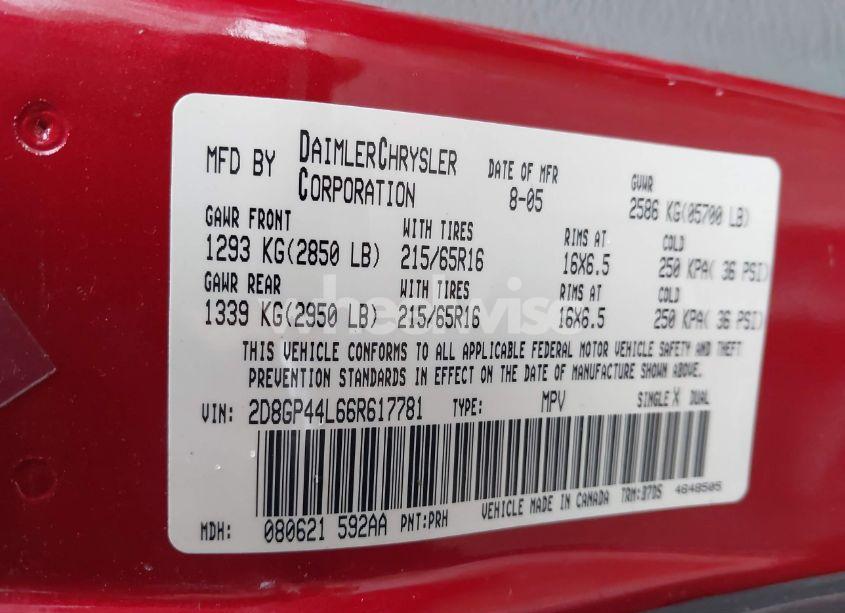 MFD BY DAIMLERCHRYSLER CORPORATION DATE OF MFR 8-05 GVWR 2586 KG(05700 LB)
GAWR FRONT WITH TIRES RIMS AT COLD
1293 KG(2850 LB) 215/65R16 16X6.5 250 KPA( 36 PSI)
GAWR REAR WITH TIRES RIMS AT COLD
1339 KG(2950 LB) 215/65R16 16X6.5 250 KPA( 36 PSI)
THIS VEHICLE CONFORMS TO ALL APPLICABLE FEDERAL MOTOR VEHICLE SAFETY AND THEFT
PREVENTION STANDARDS IN EFFECT ON THE DATE OF MANUFACTURE SHOWN ABOVE.
VIN: 2D8GP44L66R617781 TYPE: MPV SINGLE X DUAL
MDH: 080621 592AA PNT:PRH VEHICLE MADE IN CANADA TRM:B7D5 4648505